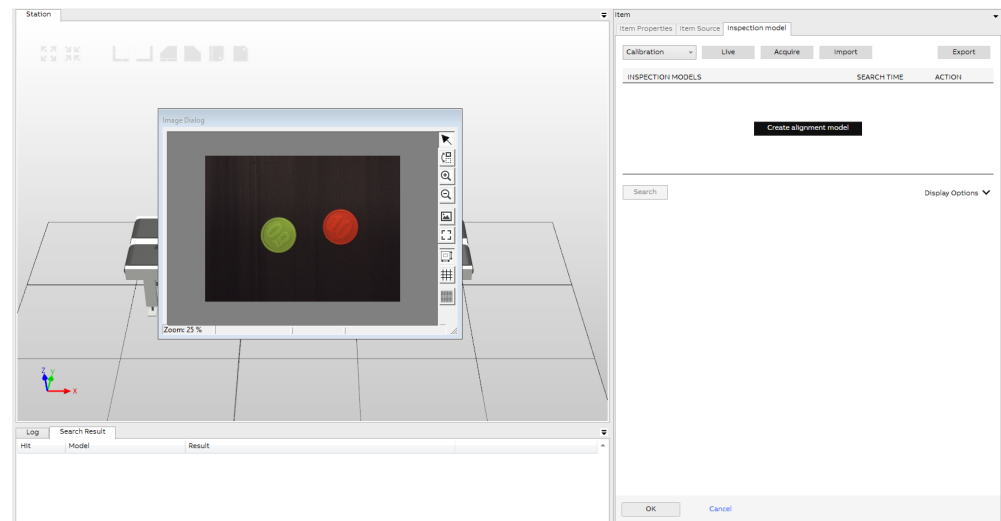 Station
Item
Item Properties Item Source Inspection model
Calibration Live Acquire Import Export
INSPECTION MODELS SEARCH TIME ACTION
Create alignment model
Search Display Options
Image Dialog
Zoom: 25 %
Z
Y
X
Log Search Result
Hit Model Result
OK Cancel